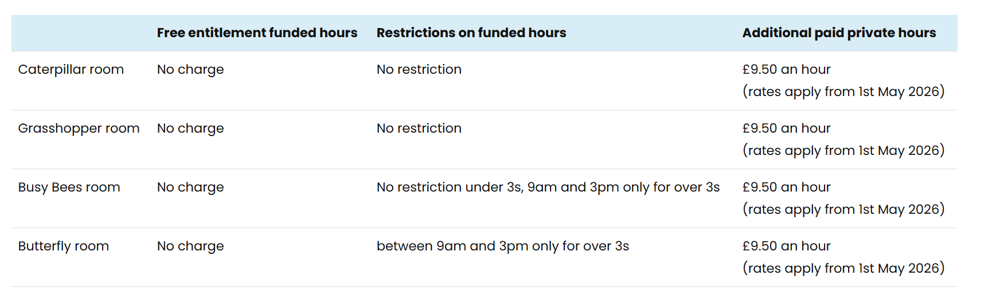 Free entitlement funded hours Restrictions on funded hours Additional paid private hours
Caterpillar room No charge No restriction £9.50 an hour
(rates apply from 1st May 2026)
Grasshopper room No charge No restriction £9.50 an hour
(rates apply from 1st May 2026)
Busy Bees room No charge No restriction under 3s, 9am and 3pm only for over 3s £9.50 an hour
(rates apply from 1st May 2026)
Butterfly room No charge between 9am and 3pm only for over 3s £9.50 an hour
(rates apply from 1st May 2026)